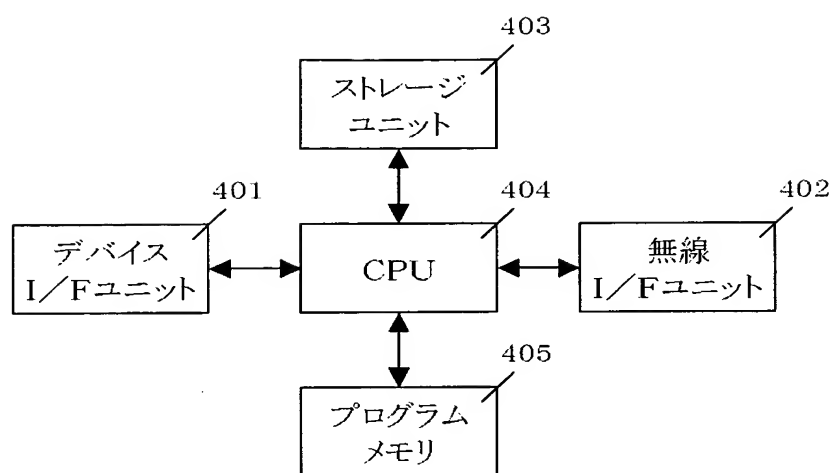 403
ストレージ
ユニット
401
デバイス
I/Fユニット
404
CPU
402
無線
I/Fユニット
405
プログラム
メモリ